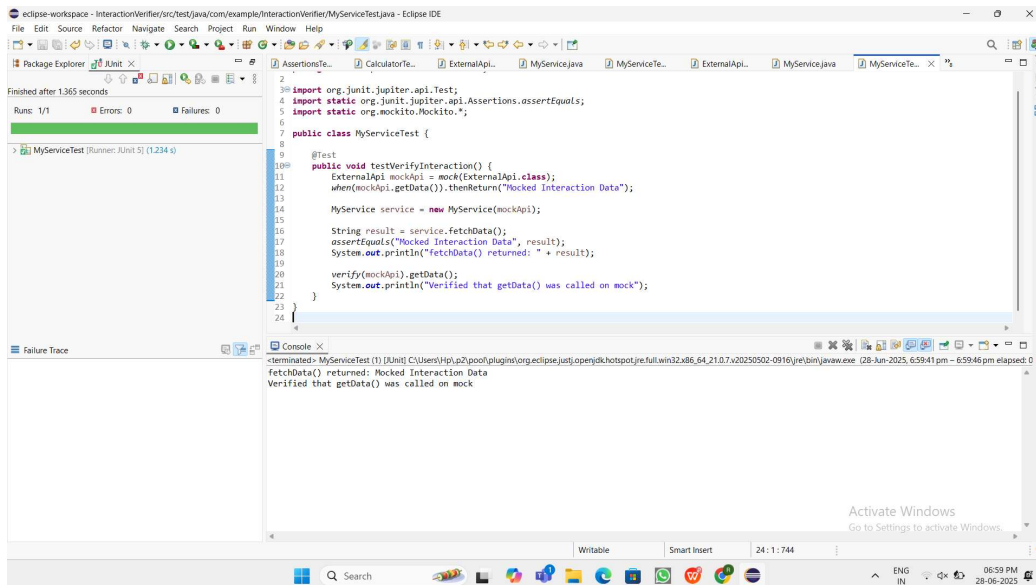 eclipse-workspace - InteractionVerifier/src/test/java/com/example/InteractionVerifier/MyServiceTest.java - Eclipse IDE
File Edit Source Refactor Navigate Search Project Run Window Help
Package Explorer JUnit
Finished after 1.365 seconds
Runs: 1/1 Errors: 0 Failures: 0
MyServiceTest [Runner: JUnit 5] (1.234 s)
Failure Trace
AssertionsTe... CalculatorTe... ExternalApi... MyService.java MyServiceTe... ExternalApi... MyService.java MyServiceTe...
2
3 import org.junit.jupiter.api.Test;
4 import static org.junit.jupiter.api.Assertions.assertEquals;
5 import static org.mockito.Mockito.*;
6
7 public class MyServiceTest {
8
9 @Test
10 public void testVerifyInteraction() {
11 ExternalApi mockApi = mock(ExternalApi.class);
12 when(mockApi.getData()).thenReturn("Mocked Interaction Data");
13
14 MyService service = new MyService(mockApi);
15
16 String result = service.fetchData();
17 assertEquals("Mocked Interaction Data", result);
18 System.out.println("fetchData() returned: " + result);
19
20 verify(mockApi).getData();
21 System.out.println("Verified that getData() was called on mock");
22 }
23 }
24
Console
<terminated> MyServiceTest (1) [JUnit] C:\Users\Hp\.p2\pool\plugins\org.eclipse.justj.openjdk.hotspot.jre.full.win32.x86_64_21.0.7.v20250502-0916\jre\bin\javaw.exe (28-Jun-2025, 6:59:41 pm – 6:59:46 pm elapsed: 0
fetchData() returned: Mocked Interaction Data
Verified that getData() was called on mock
Activate Windows
Go to Settings to activate Windows.
Writable Smart Insert 24 : 1 : 744
Search
ENG
IN
06:59 PM
28-06-2025